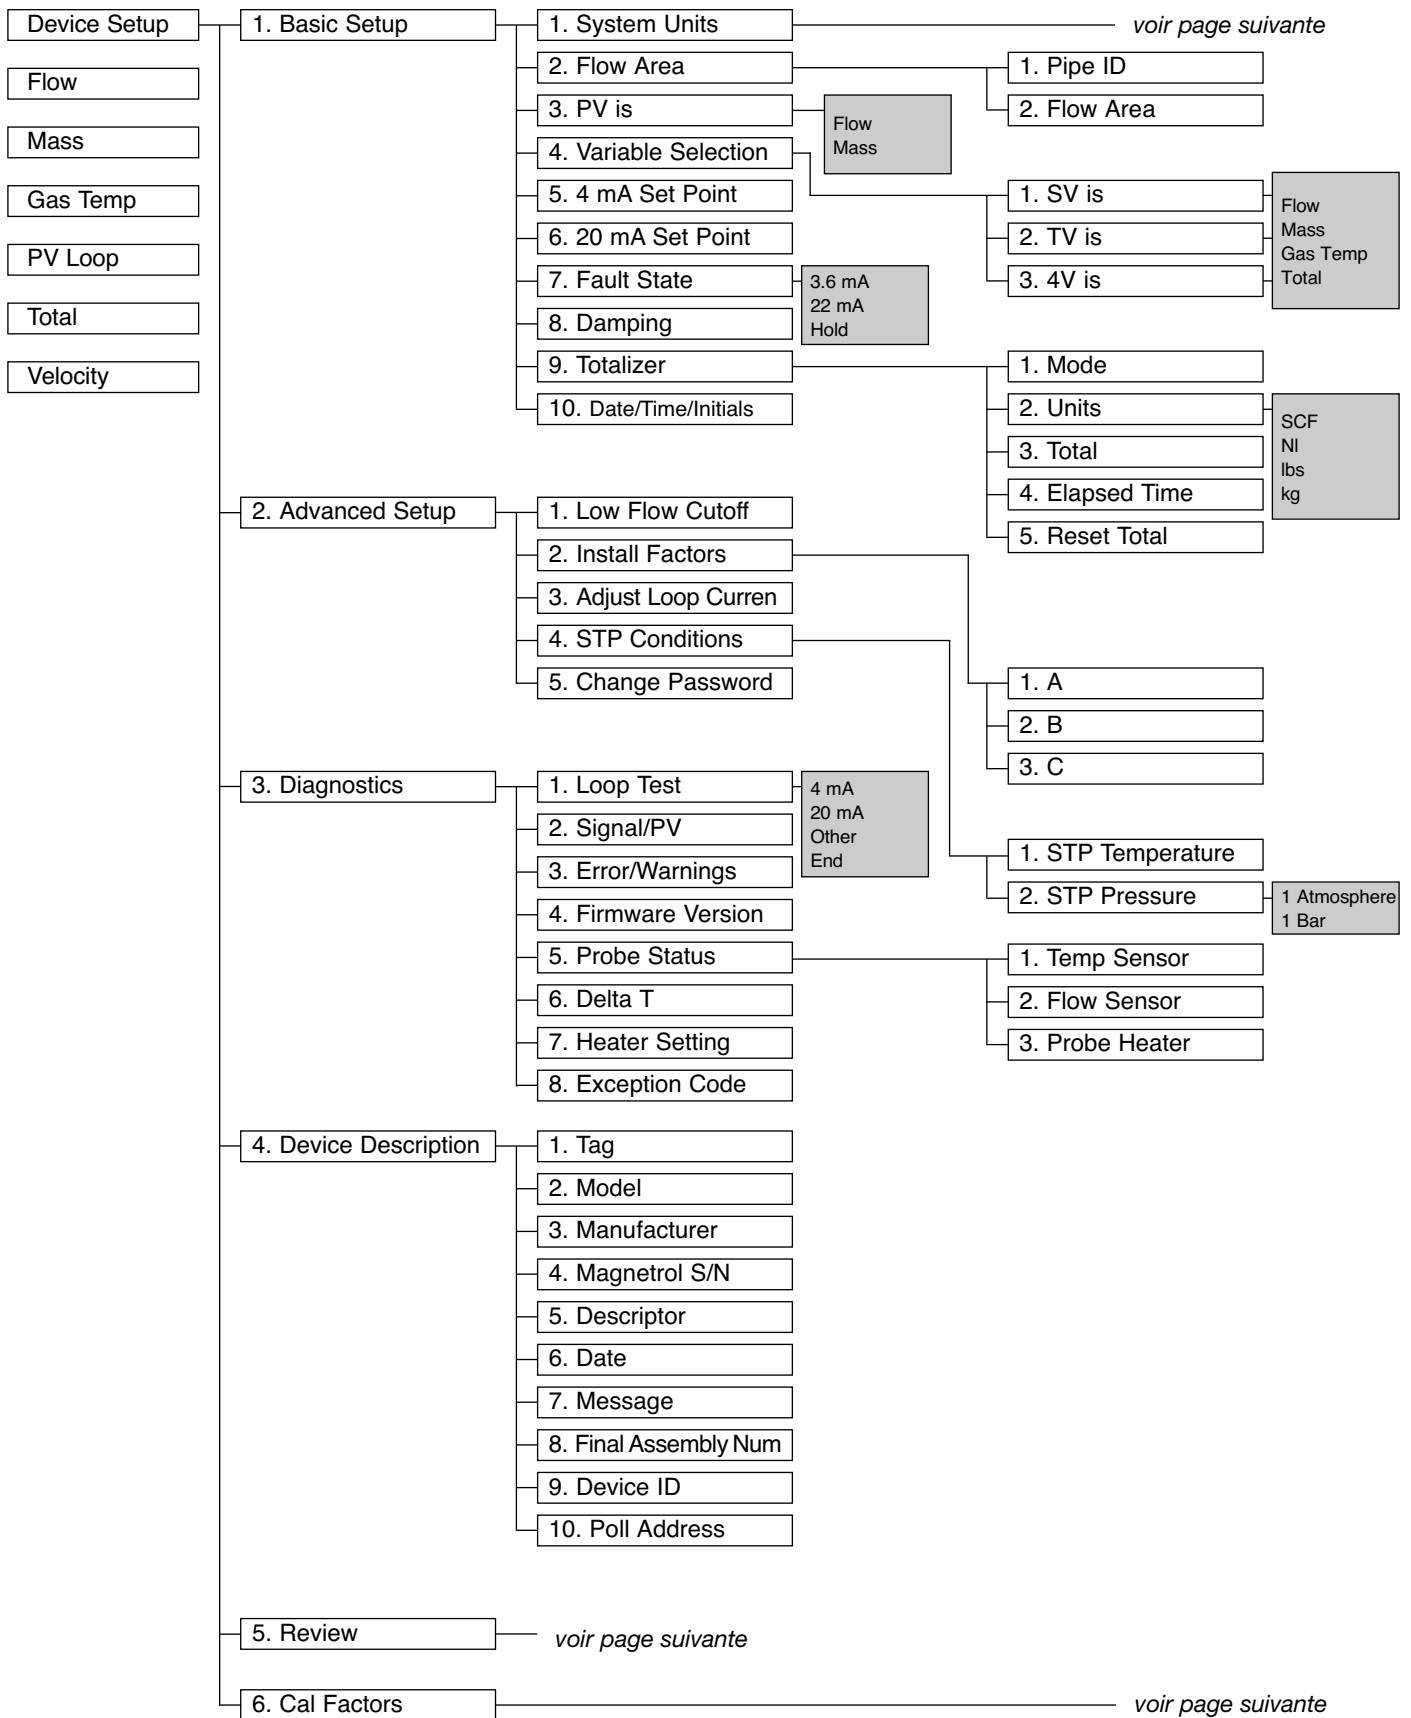 Device Setup
Flow
Mass
Gas Temp
PV Loop
Total
Velocity
1. Basic Setup
1. System Units
voir page suivante
2. Flow Area
1. Pipe ID
2. Flow Area
3. PV is
Flow
Mass
4. Variable Selection
1. SV is
2. TV is
3. 4V is
Flow
Mass
Gas Temp
Total
5. 4 mA Set Point
6. 20 mA Set Point
7. Fault State
3.6 mA
22 mA
Hold
8. Damping
9. Totalizer
1. Mode
2. Units
SCF
Nl
lbs
kg
3. Total
4. Elapsed Time
5. Reset Total
10. Date/Time/Initials
2. Advanced Setup
1. Low Flow Cutoff
2. Install Factors
1. A
2. B
3. C
3. Adjust Loop Curren
4. STP Conditions
1. STP Temperature
2. STP Pressure
1 Atmosphere
1 Bar
5. Change Password
3. Diagnostics
1. Loop Test
4 mA
20 mA
Other
End
2. Signal/PV
3. Error/Warnings
4. Firmware Version
5. Probe Status
1. Temp Sensor
2. Flow Sensor
3. Probe Heater
6. Delta T
7. Heater Setting
8. Exception Code
4. Device Description
1. Tag
2. Model
3. Manufacturer
4. Magnetrol S/N
5. Descriptor
6. Date
7. Message
8. Final Assembly Num
9. Device ID
10. Poll Address
5. Review
voir page suivante
6. Cal Factors
voir page suivante